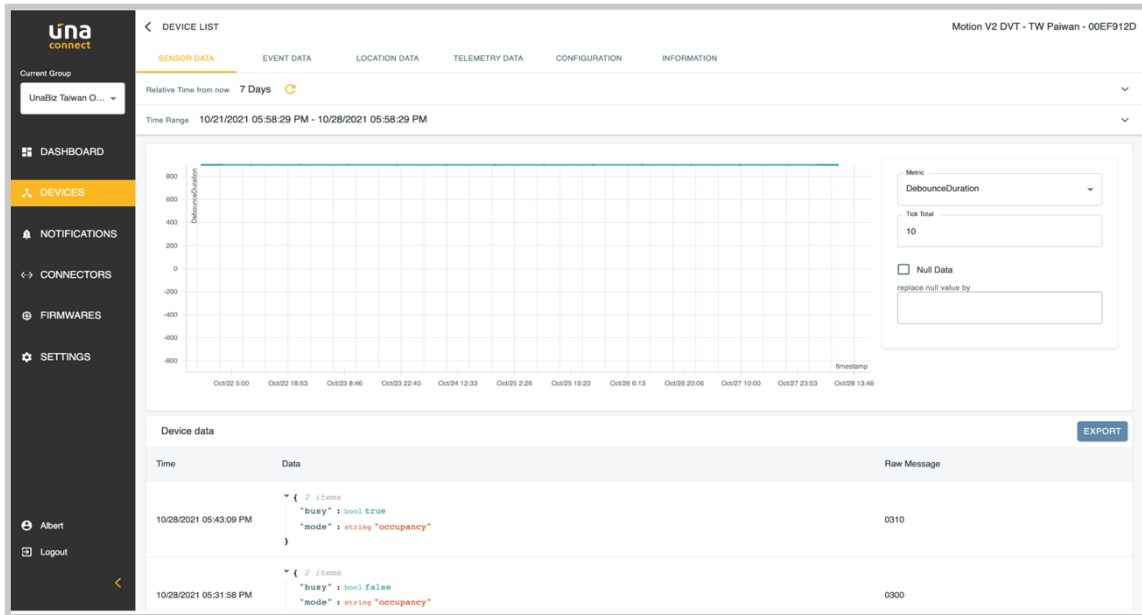 una
connect
Current Group
UnaBiz Taiwan O...
DASHBOARD
DEVICES
NOTIFICATIONS
CONNECTORS
FIRMWARES
SETTINGS
Albert
Logout
DEVICE LIST
Motion V2 DVT - TW Paiwan - 00EF912D
SENSOR DATA EVENT DATA LOCATION DATA TELEMETRY DATA CONFIGURATION INFORMATION
Relative Time from now 7 Days
Time Range 10/21/2021 05:58:29 PM - 10/28/2021 05:58:29 PM
DebounceDuration
800
600
400
200
0
-200
-400
-600
-800
timestamp
Oct/22 5:00 Oct/22 18:53 Oct/23 8:46 Oct/23 22:40 Oct/24 12:33 Oct/25 2:26 Oct/25 16:20 Oct/26 6:13 Oct/26 20:06 Oct/27 10:00 Oct/27 23:53 Oct/28 13:46
Metric
DebounceDuration
Tick Total
10
Null Data
replace null value by
Device data
EXPORT
Time Data Raw Message
{ 2 items
"busy" : bool true
10/28/2021 05:43:09 PM
"mode" : string "occupancy"
0310
}
{ 2 items
"busy" : bool false
10/28/2021 05:31:58 PM
"mode" : string "occupancy"
0300